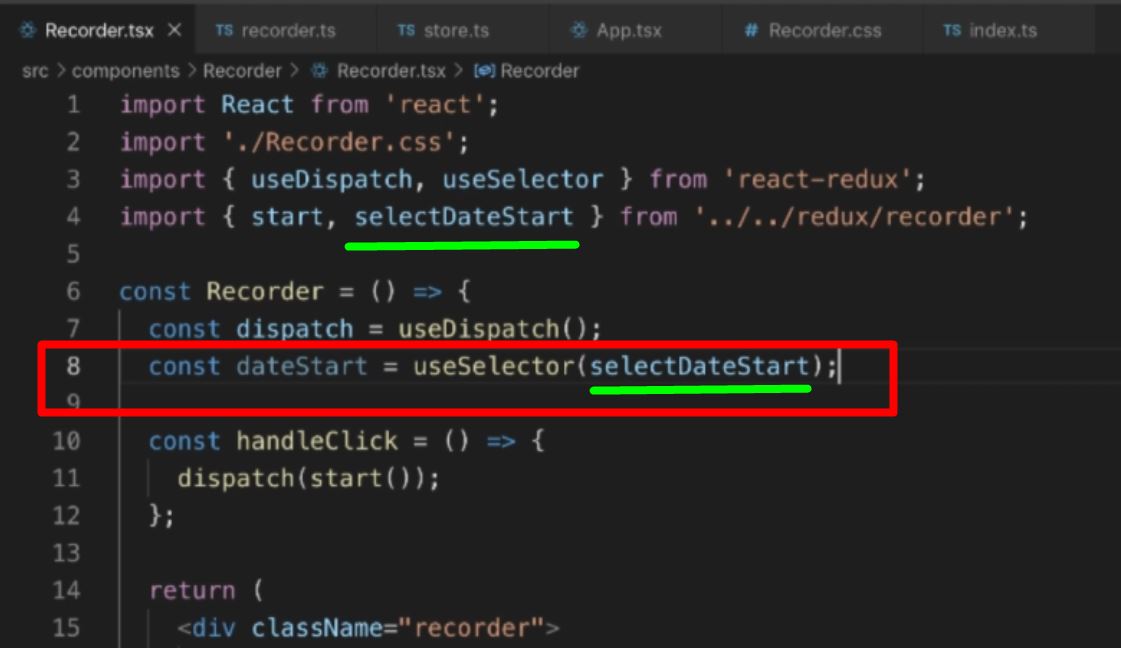 Recorder.tsx
TS recorder.ts
TS store.ts
App.tsx
# Recorder.css
TS index.ts
src > components > Recorder > Recorder.tsx > Recorder
1 import React from 'react';
2 import './Recorder.css';
3 import { useDispatch, useSelector } from 'react-redux';
4 import { start, selectDateStart } from '../../redux/recorder';
5
6 const Recorder = () => {
7 const dispatch = useDispatch();
8 const dateStart = useSelector(selectDateStart);
9
10 const handleClick = () => {
11 dispatch(start());
12 };
13
14 return (
15 <div className="recorder">